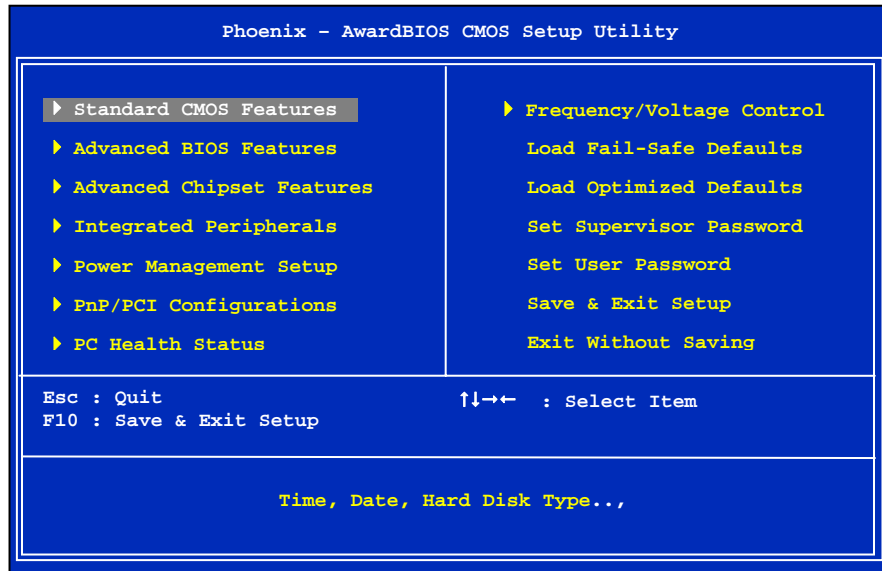 Phoenix – AwardBIOS CMOS Setup Utility
Standard CMOS Features
Advanced BIOS Features
Advanced Chipset Features
Integrated Peripherals
Power Management Setup
PnP/PCI Configurations
PC Health Status
Frequency/Voltage Control
Load Fail-Safe Defaults
Load Optimized Defaults
Set Supervisor Password
Set User Password
Save & Exit Setup
Exit Without Saving
Esc : Quit
F10 : Save & Exit Setup
↑↓→← : Select Item
Time, Date, Hard Disk Type..,